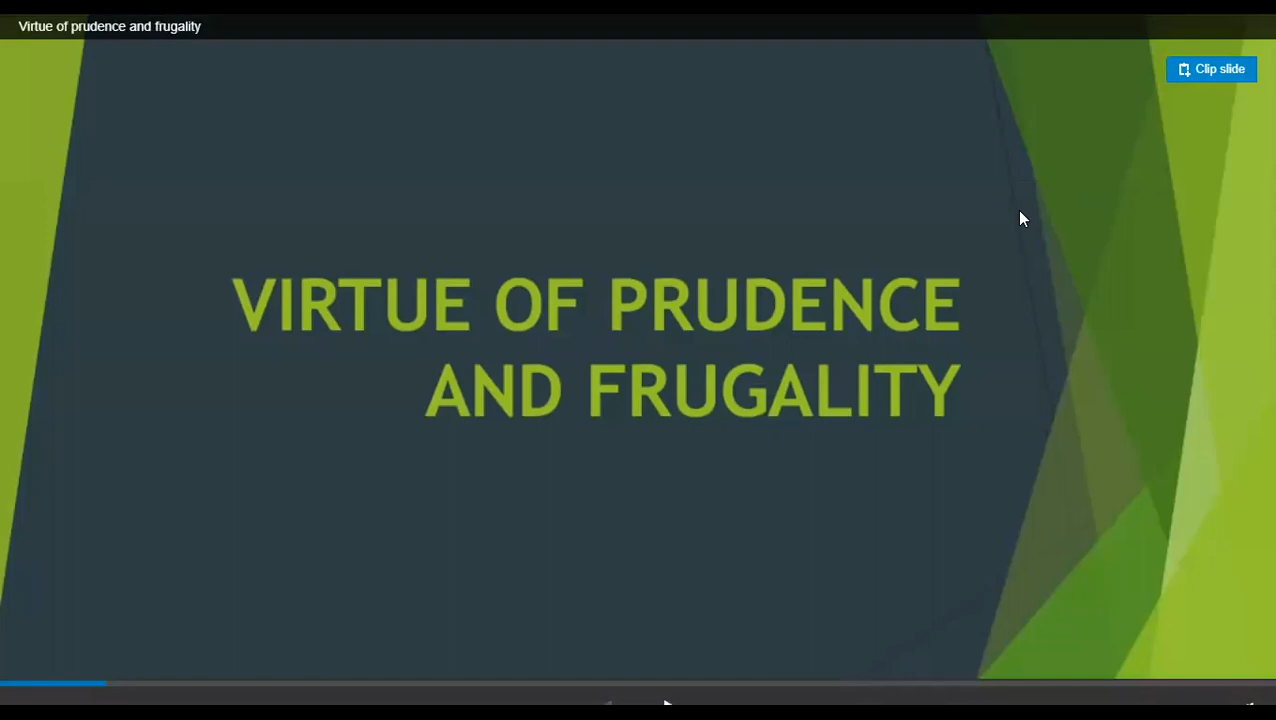 Virtue of prudence and frugality
Clip slide
VIRTUE OF PRUDENCE
AND FRUGALITY